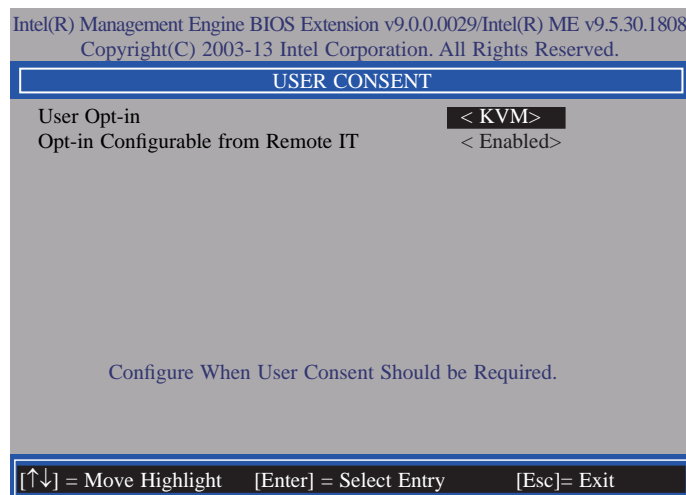 Intel(R) Management Engine BIOS Extension v9.0.0.0029/Intel(R) ME v9.5.30.1808
Copyright(C) 2003-13 Intel Corporation. All Rights Reserved.
USER CONSENT
User Opt-in < KVM>
Opt-in Configurable from Remote IT < Enabled>
Configure When User Consent Should be Required.
[↑↓] = Move Highlight [Enter] = Select Entry [Esc]= Exit